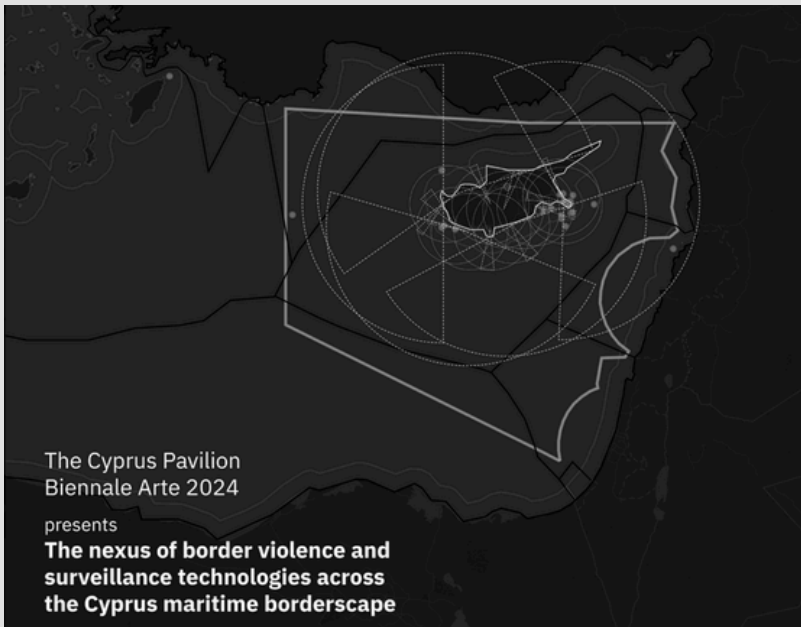 The Cyprus Pavilion
Biennale Arte 2024
presents
The nexus of border violence and
surveillance technologies across
the Cyprus maritime borderscape